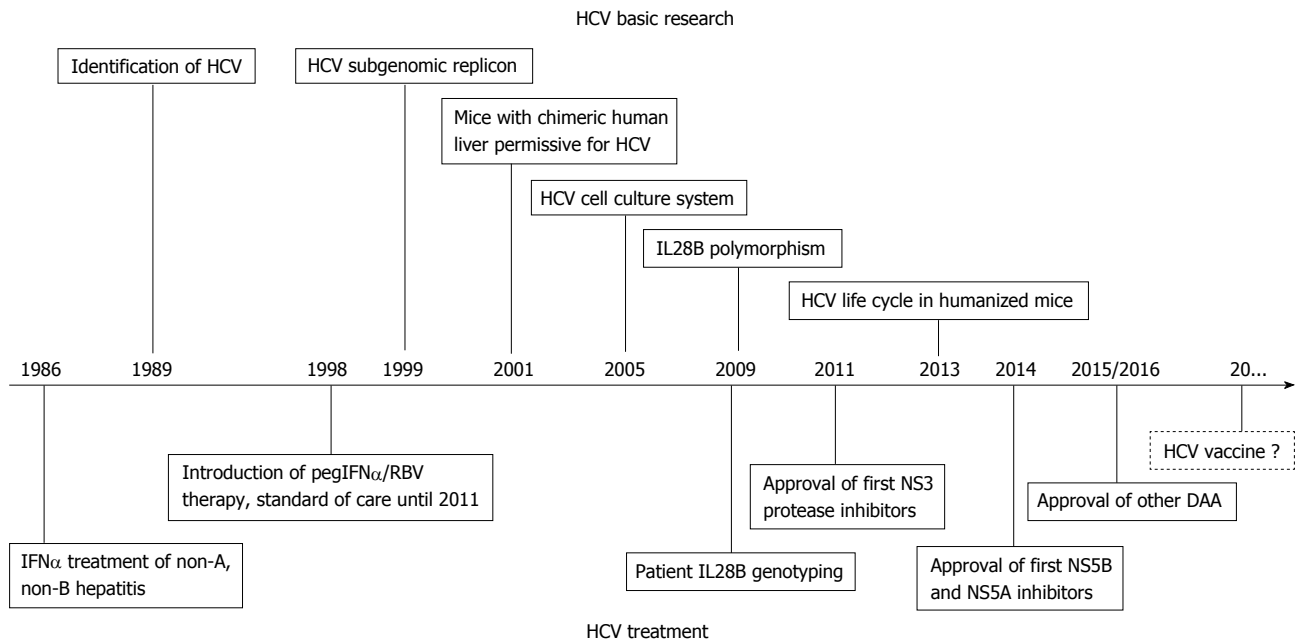 HCV basic research
Identification of HCV
HCV subgenomic replicon
Mice with chimeric human
liver permissive for HCV
HCV cell culture system
IL28B polymorphism
HCV life cycle in humanized mice
1986 1989 1998 1999 2001 2005 2009 2011 2013 2014 2015/2016 20...
HCV vaccine ?
Introduction of pegIFNα/RBV
therapy, standard of care until 2011
Approval of first NS3
protease inhibitors
Approval of other DAA
IFNα treatment of non-A,
non-B hepatitis
Patient IL28B genotyping
Approval of first NS5B
and NS5A inhibitors
HCV treatment